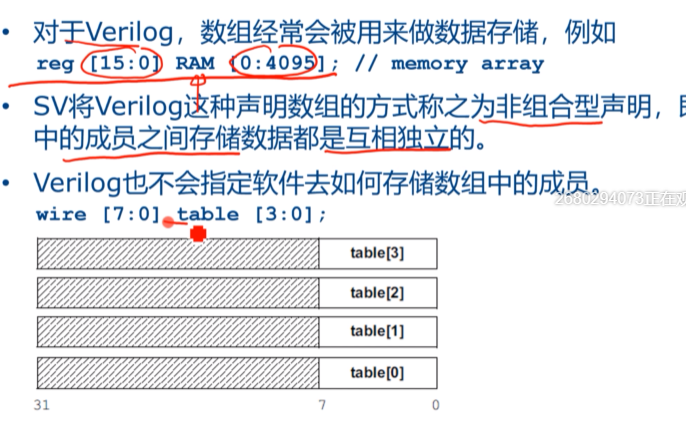 • 对于Verilog，数组经常会被用来做数据存储，例如
reg [15:0] RAM [0:4095]; // memory array
• SV将Verilog这种声明数组的方式称之为非组合型声明，
中的成员之间存储数据都是互相独立的。
• Verilog也不会指定软件去如何存储数组中的成员。
2680294073正在观
wire [7:0] table [3:0];
table[3]
table[2]
table[1]
table[0]
31 7 0